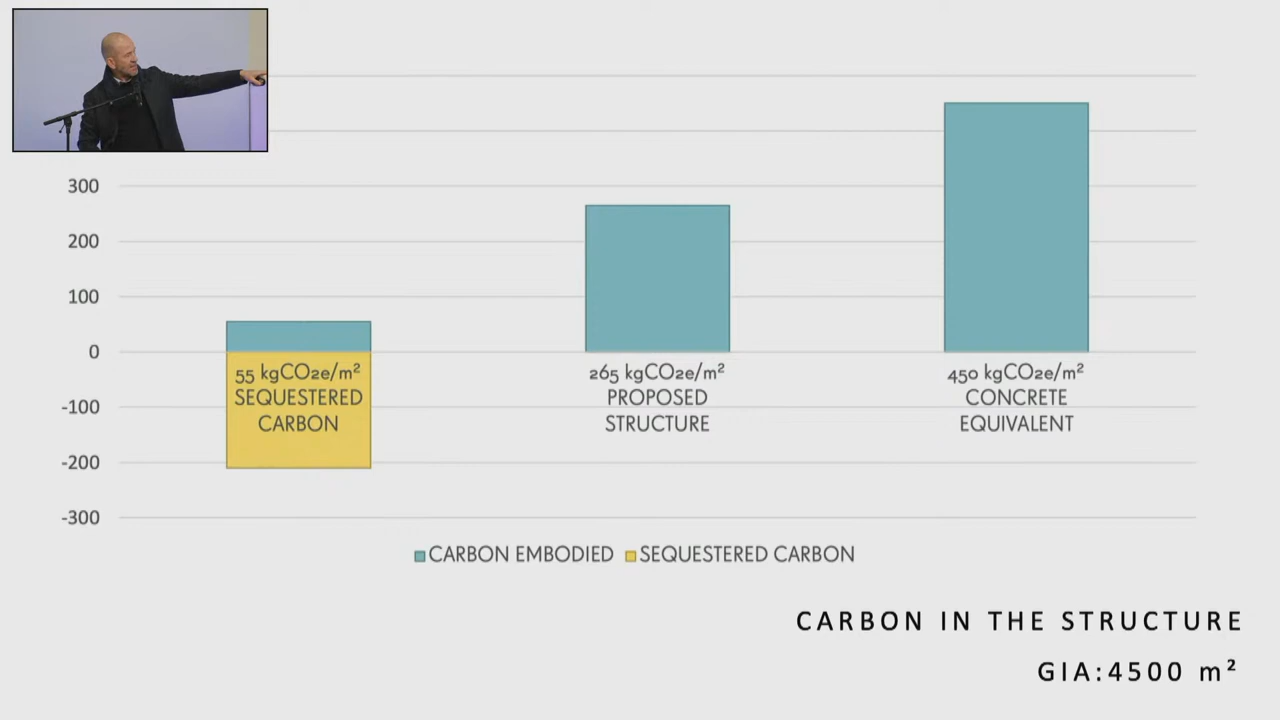 300
200
100
0
-100
-200
-300
55 kgCO2e/m²
SEQUESTERED
CARBON
265 kgCO2e/m²
PROPOSED
STRUCTURE
450 kgCO2e/m²
CONCRETE
EQUIVALENT
CARBON EMBODIED
SEQUESTERED CARBON
CARBON IN THE STRUCTURE
GIA:4500 m²